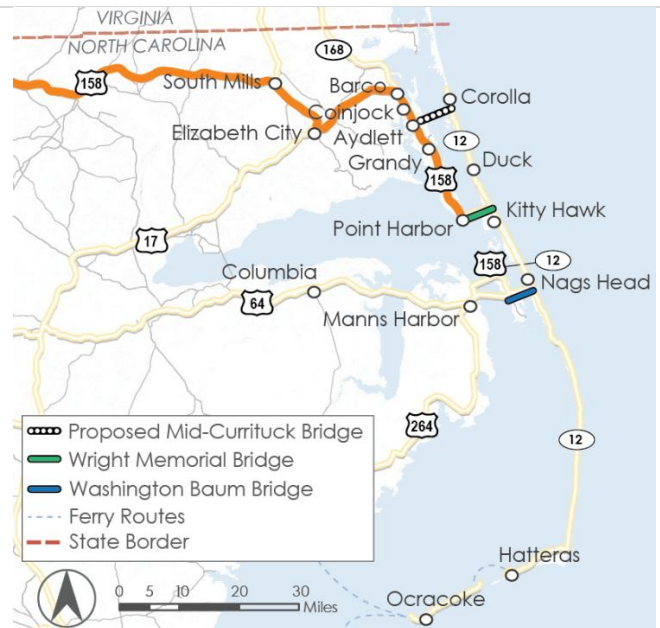 VIRGINIA
NORTH CAROLINA
168
158
South Mills
Barco
Corolla
Coinjock
Elizabeth City
Aydlett
12
Grandy
Duck
158
Kitty Hawk
Point Harbor
17
158
12
Columbia
Nags Head
64
Manns Harbor
264
12
Proposed Mid-Currituck Bridge
Wright Memorial Bridge
Washington Baum Bridge
Ferry Routes
State Border
Hatteras
0 5 10 20 30
Miles
Ocracoke